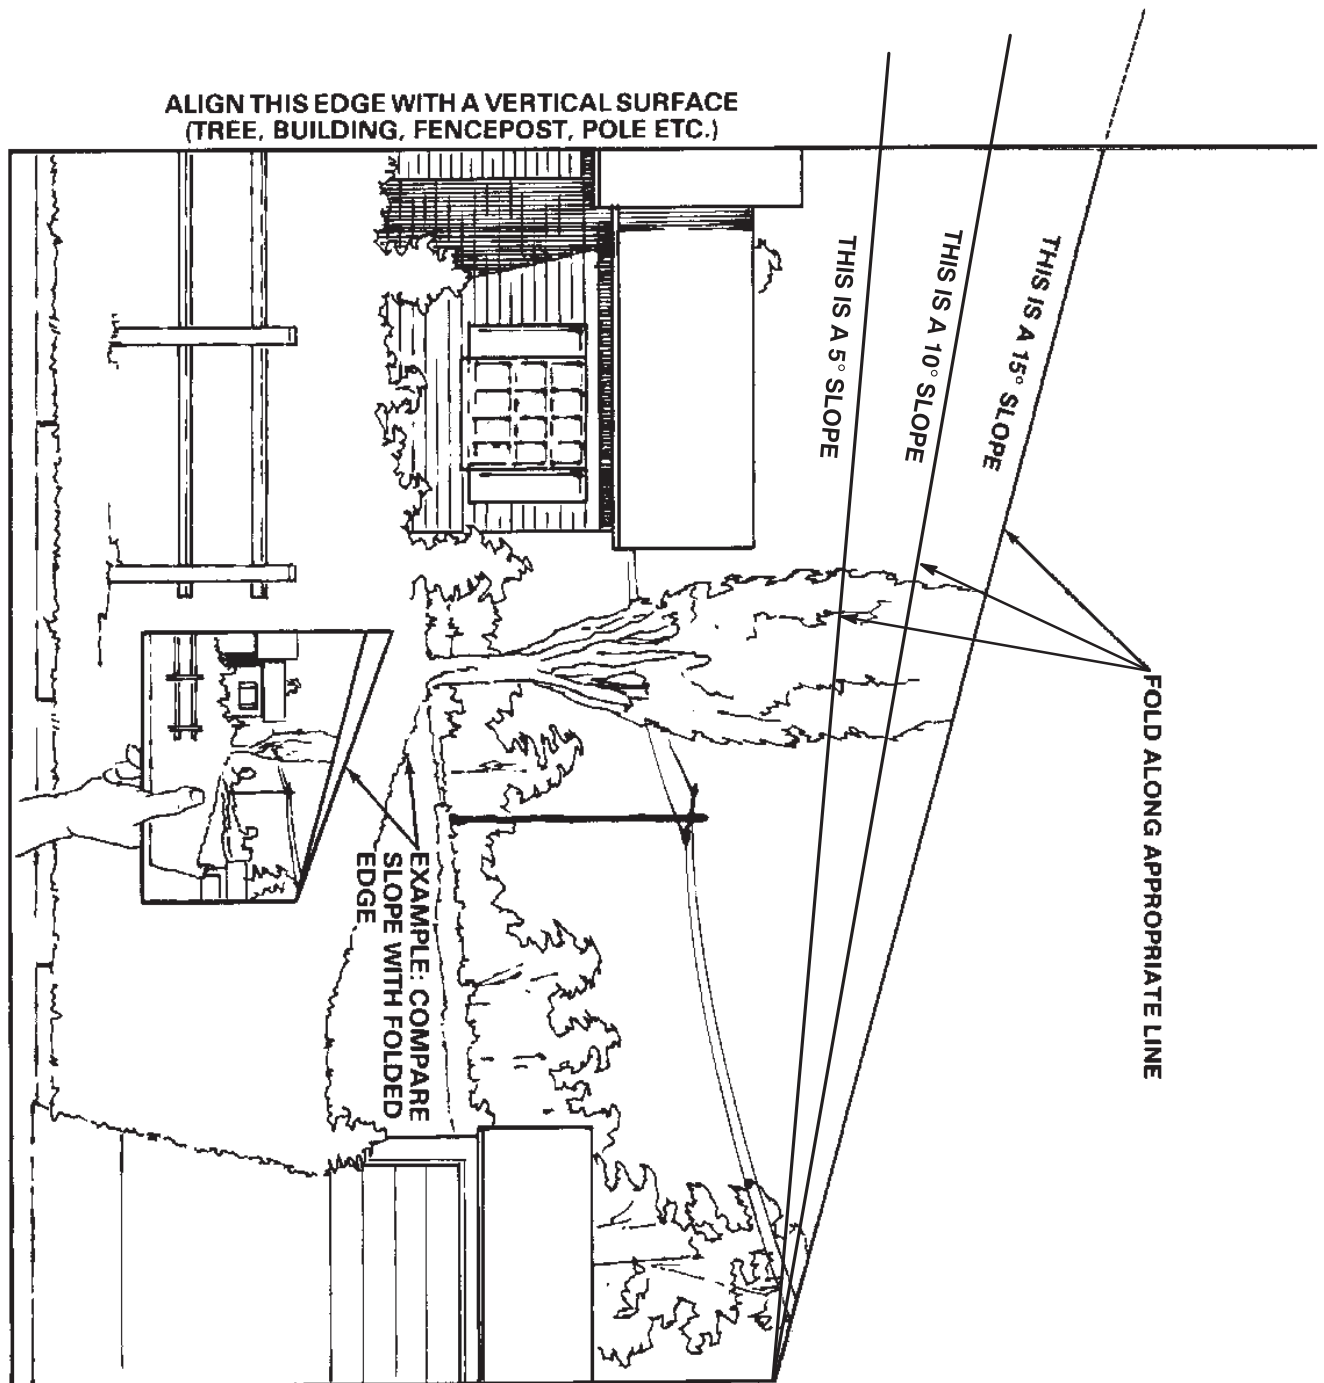 ALIGN THIS EDGE WITH A VERTICAL SURFACE
(TREE, BUILDING, FENCEPOST, POLE ETC.)
THIS IS A 5° SLOPE
THIS IS A 10° SLOPE
THIS IS A 15° SLOPE
FOLD ALONG APPROPRIATE LINE
EXAMPLE: COMPARE
SLOPE WITH FOLDED
EDGE